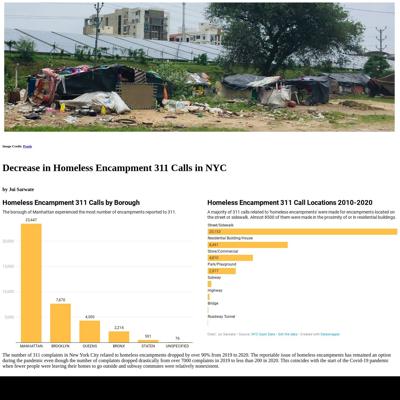 Image Credit: Pexels
Decrease in Homeless Encampment 311 Calls in NYC
by Jui Sarwate
Homeless Encampment 311 Calls by Borough
The borough of Manhattan experienced the most number of encampments reported to 311.
23,447
20,000
15,000
10,000
5,000
7,670
4,300
2,214
591
76
MANHATTAN BROOKLYN QUEENS BRONX STATEN UNSPECIFIED
Homeless Encampment 311 Call Locations 2010-2020
A majority of 311 calls related to 'homeless encampments' were made for encampments located on
the street or sidewalk. Almost 8500 of them were made in the proximity of or in residential buildings.
Street/Sidewalk
20,153
Residential Building/House
8,491
Store/Commercial
4,810
Park/Playground
2,977
Subway
Highway
Bridge
Roadway Tunnel
Chart: Jui Sarwate • Source: NYC Open Data • Get the data • Created with Datawrapper
The number of 311 complaints in New York City related to homeless encampments dropped by over 90% from 2019 to 2020. The reportable issue of homeless encampments has remained an option
during the pandemic even though the number of complaints dropped drastically from over 7000 complaints in 2019 to less than 200 in 2020. This coincides with the start of the Covid-19 pandemic
when fewer people were leaving their homes to go outside and subway commutes were relatively nonexistent.